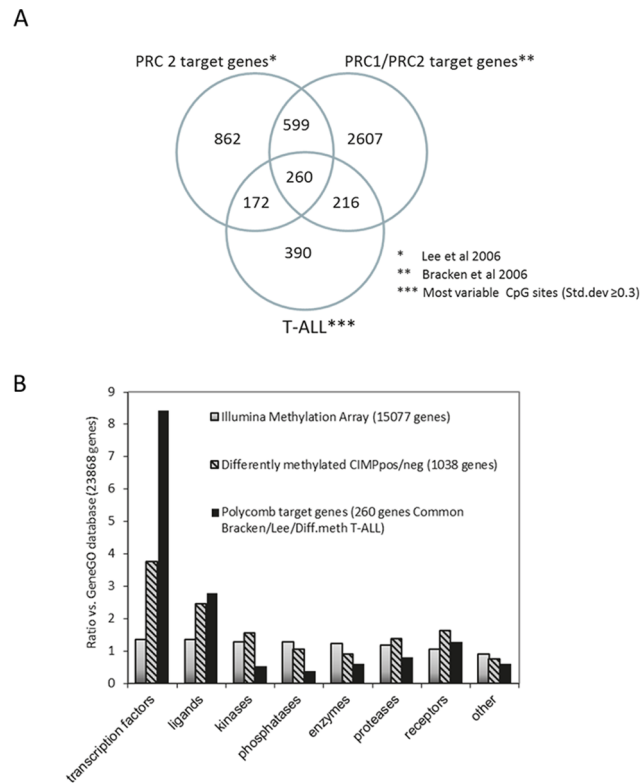 A
PRC 2 target genes*
PRC1/PRC2 target genes**
862
599
2607
260
172
216
390
* Lee et al 2006
** Bracken et al 2006
*** Most variable CpG sites (Std.dev ≥0.3)
T-ALL***
B
Ratio vs. GeneGO database (23868 genes)
9
8
7
6
5
4
3
2
1
0
Illumina Methylation Array (15077 genes)
Differently methylated CIMPpos/neg (1038 genes)
Polycomb target genes (260 genes Common
Bracken/Lee/Diff.meth T-ALL)
transcription factors
ligands
kinases
phosphatases
enzymes
proteases
receptors
other